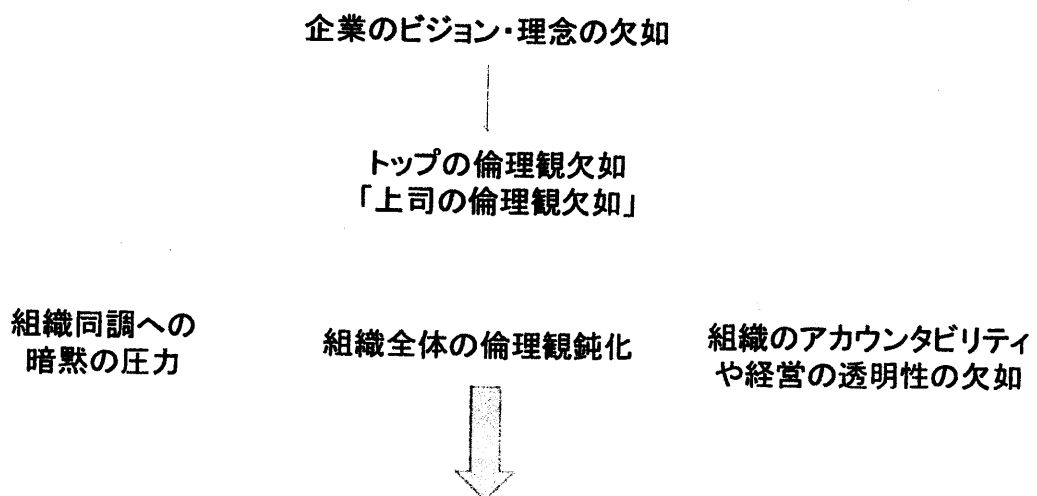 企業のビジョン・理念の欠如
トップの倫理観欠如
「上司の倫理観欠如」
組織同調への
暗黙の圧力
組織全体の倫理観鈍化
組織のアカウンタビリティ
や経営の透明性の欠如